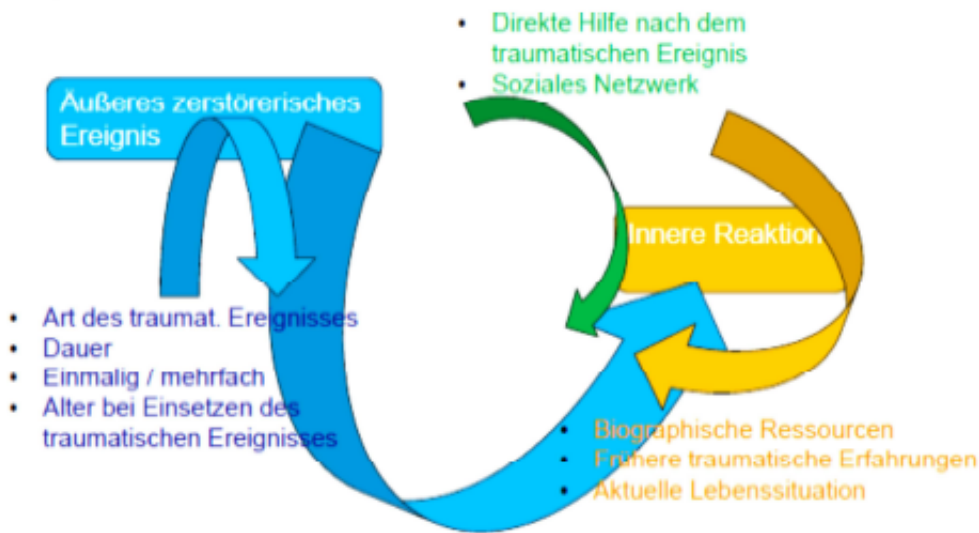 • Direkte Hilfe nach dem
traumatischen Ereignis
• Soziales Netzwerk
Äußeres zerstörerisches
Ereignis
Innere Reaktion
• Art des traumat. Ereignisses
• Dauer
• Einmalig / mehrfach
• Alter bei Einsetzen des
traumatischen Ereignisses
• Biographische Ressourcen
• Frühere traumatische Erfahrungen
• Aktuelle Lebenssituation